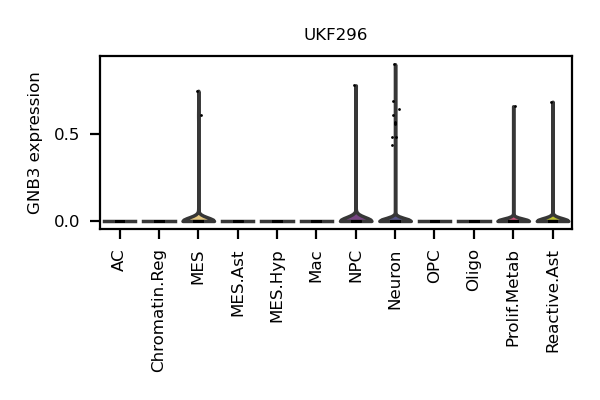 UKF296
GNB3 expression
0.5
0.0
AC
Chromatin.Reg
MES
MES.Ast
MES.Hyp
Mac
NPC
Neuron
OPC
Oligo
Prolif.Metab
Reactive.Ast